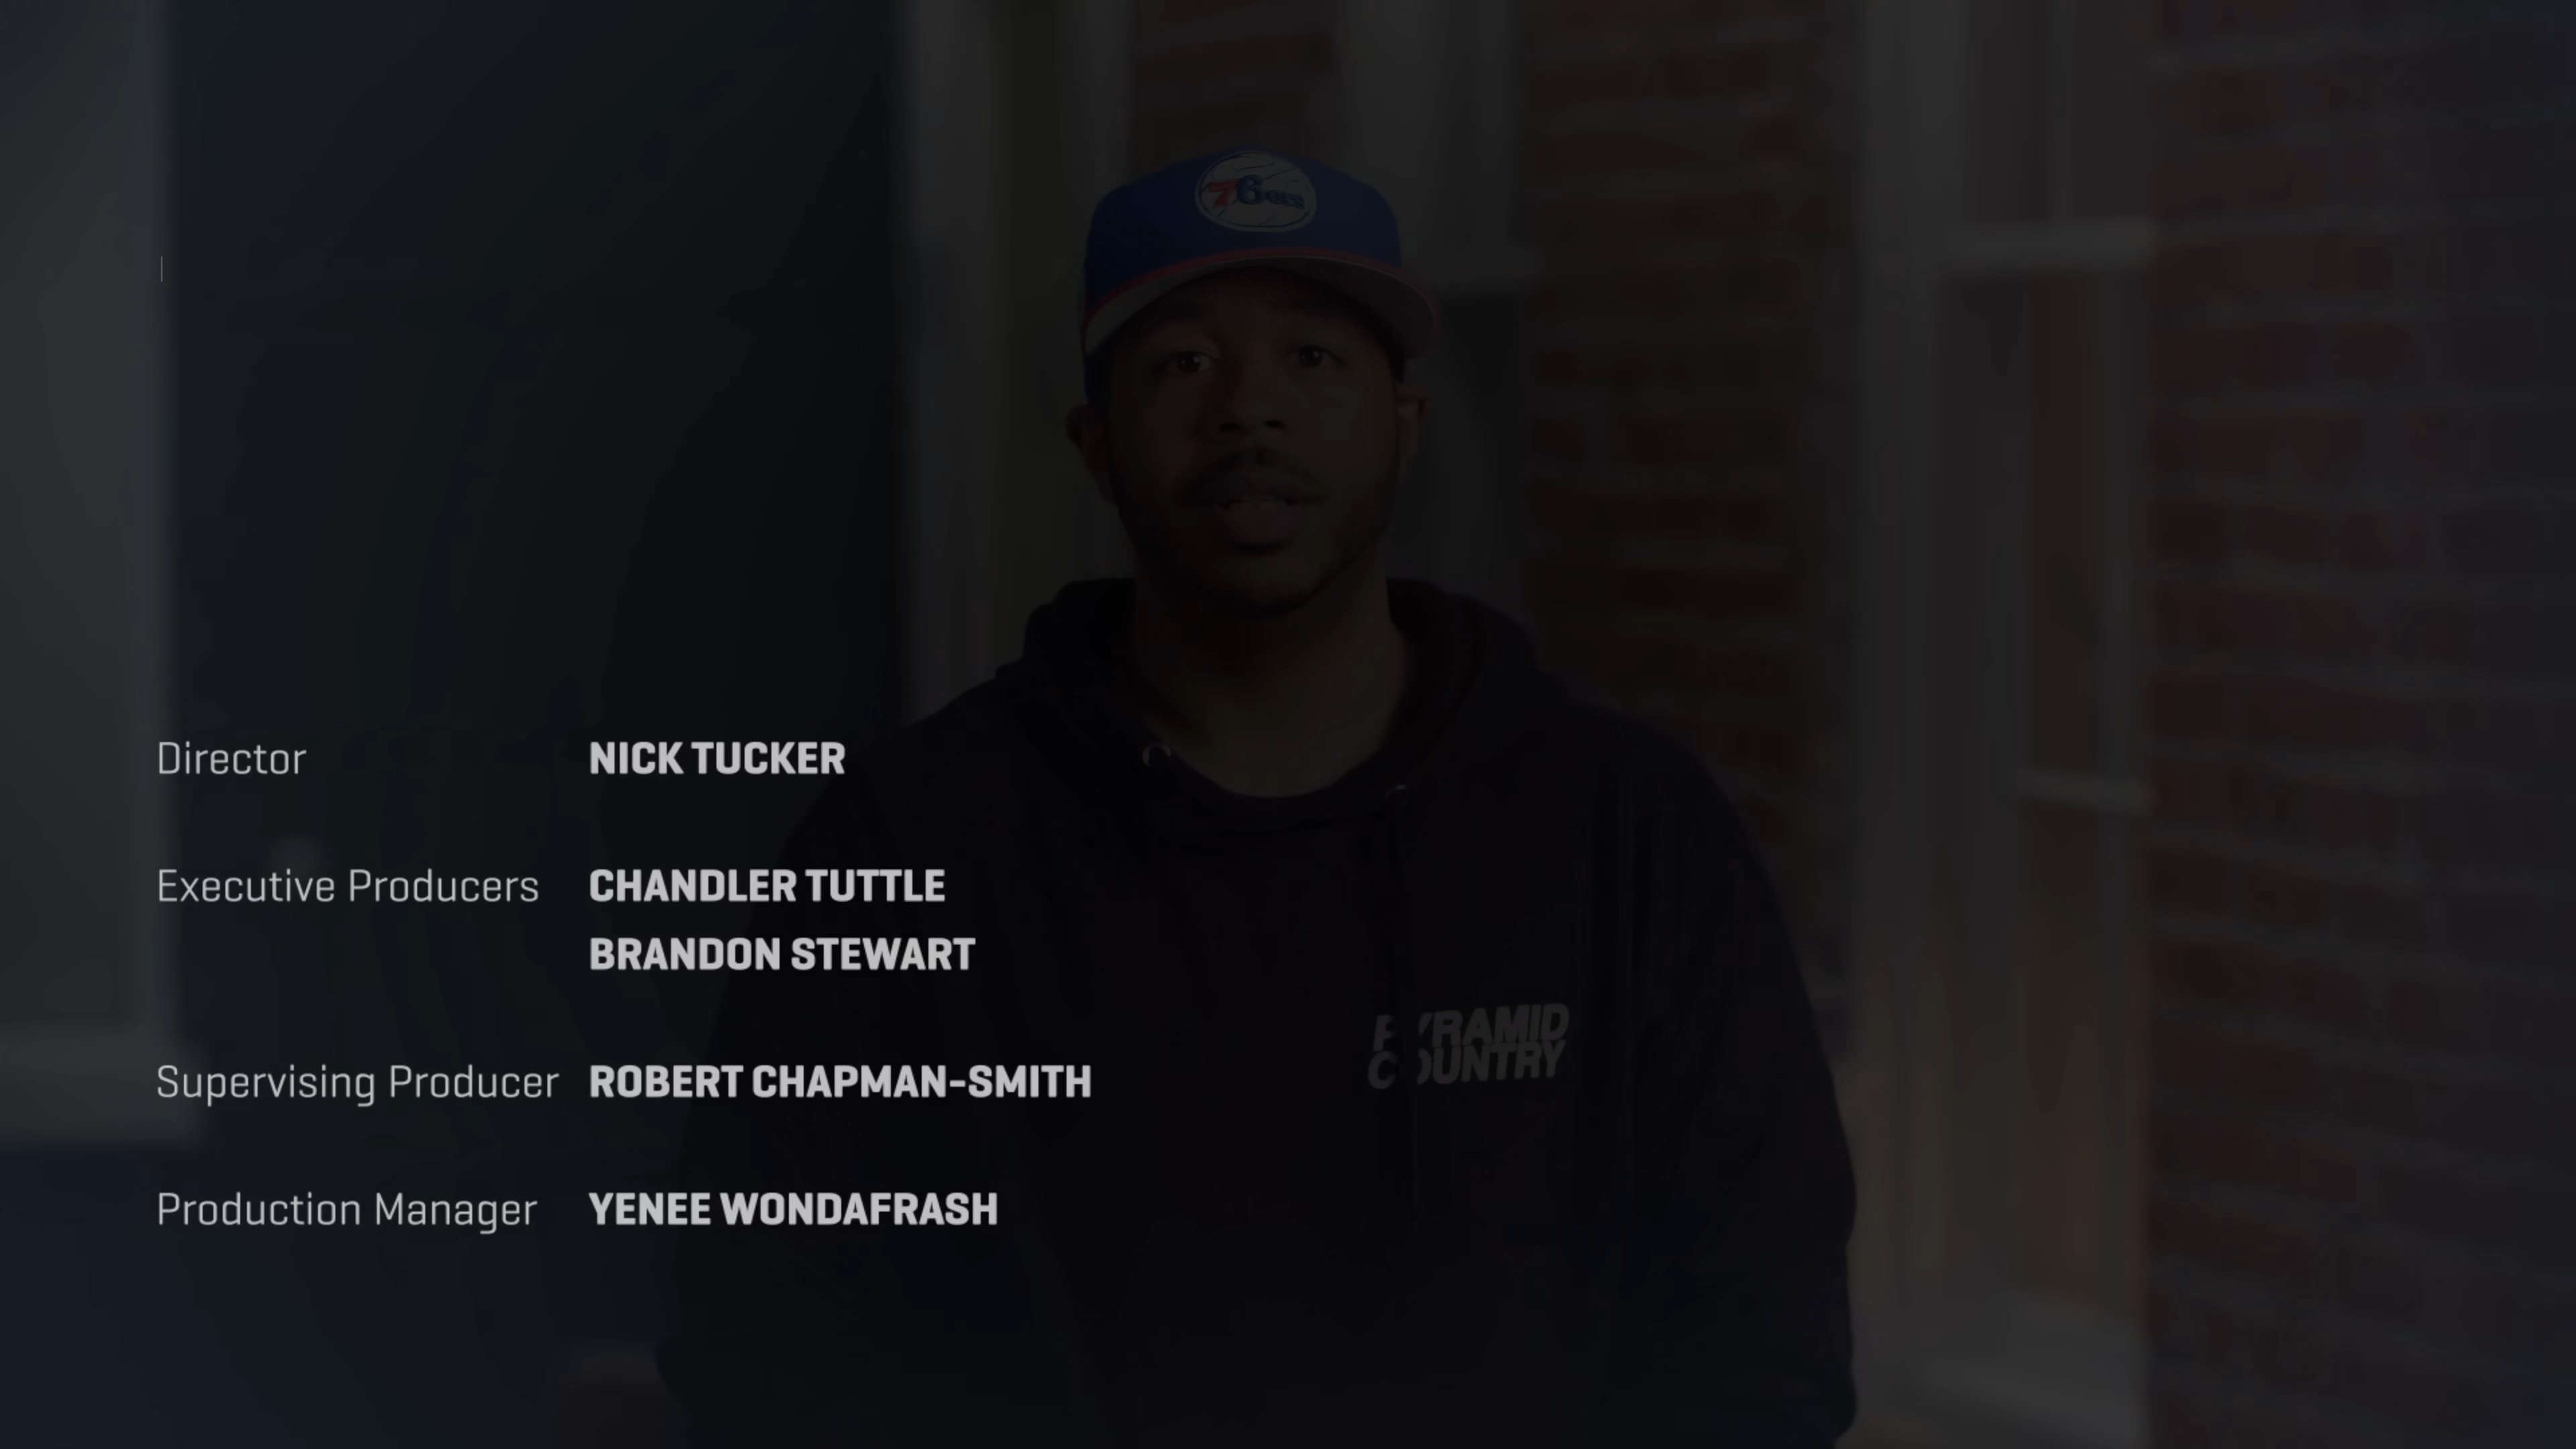 76ers
Director NICK TUCKER
Executive Producers CHANDLER TUTTLE
BRANDON STEWART
Supervising Producer ROBERT CHAPMAN-SMITH
PYRAMID
COUNTRY
Production Manager YENEE WONDAFRASH